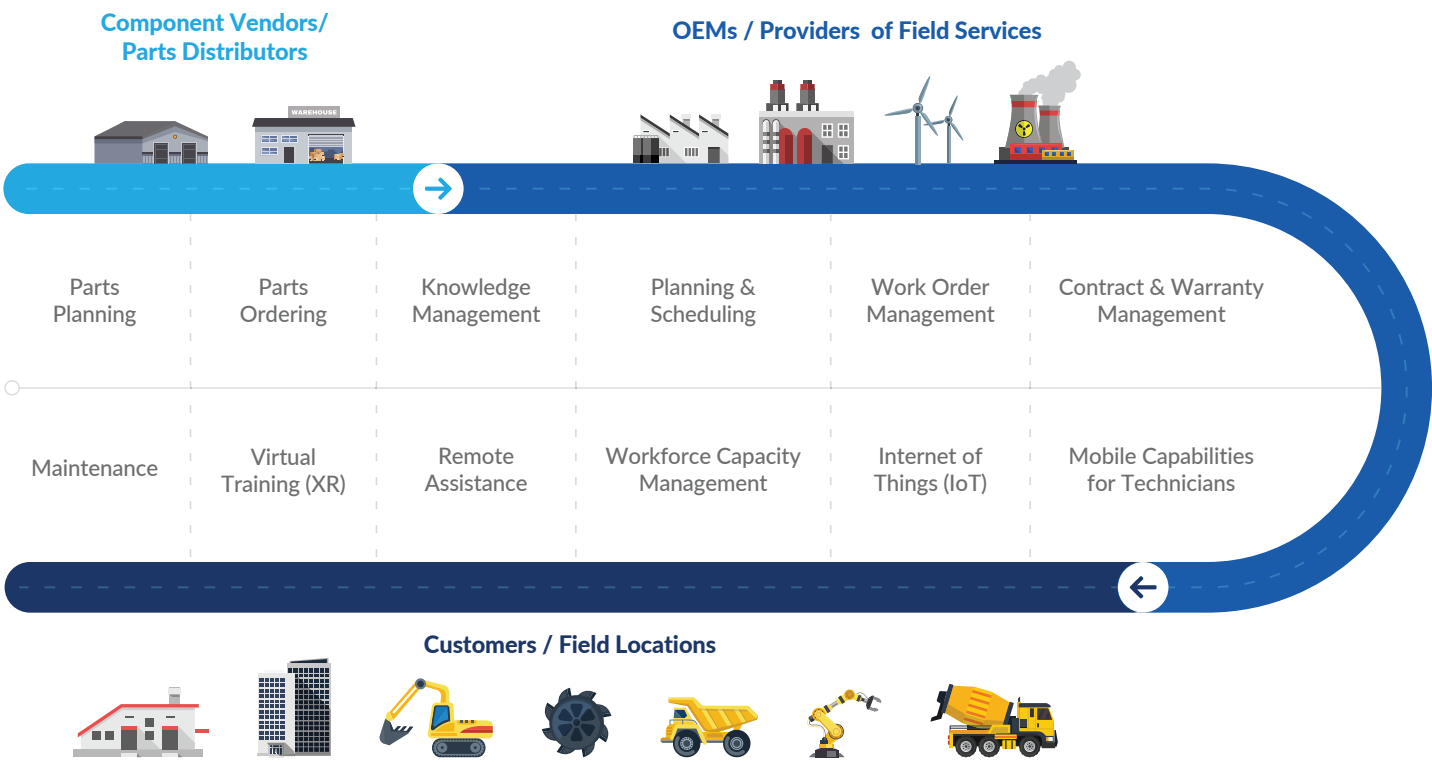 Component Vendors/
Parts Distributors
OEMs / Providers of Field Services
WAREHOUSE
Parts
Planning
Parts
Ordering
Knowledge
Management
Planning &
Scheduling
Work Order
Management
Contract & Warranty
Management
Maintenance
Virtual
Training (XR)
Remote
Assistance
Workforce Capacity
Management
Internet of
Things (IoT)
Mobile Capabilities
for Technicians
Customers / Field Locations